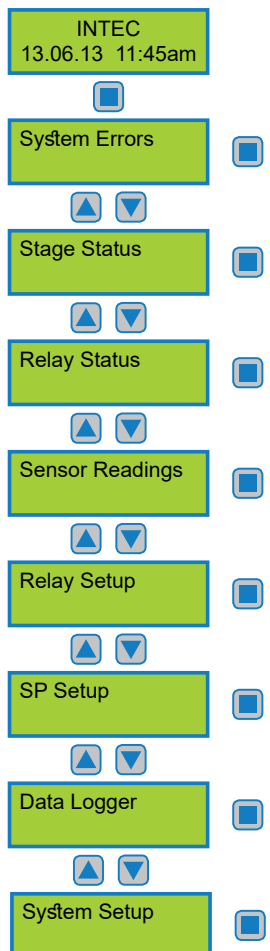 INTEC
13.06.13 11:45am
System Errors
Stage Status
Relay Status
Sensor Readings
Relay Setup
SP Setup
Data Logger
System Setup